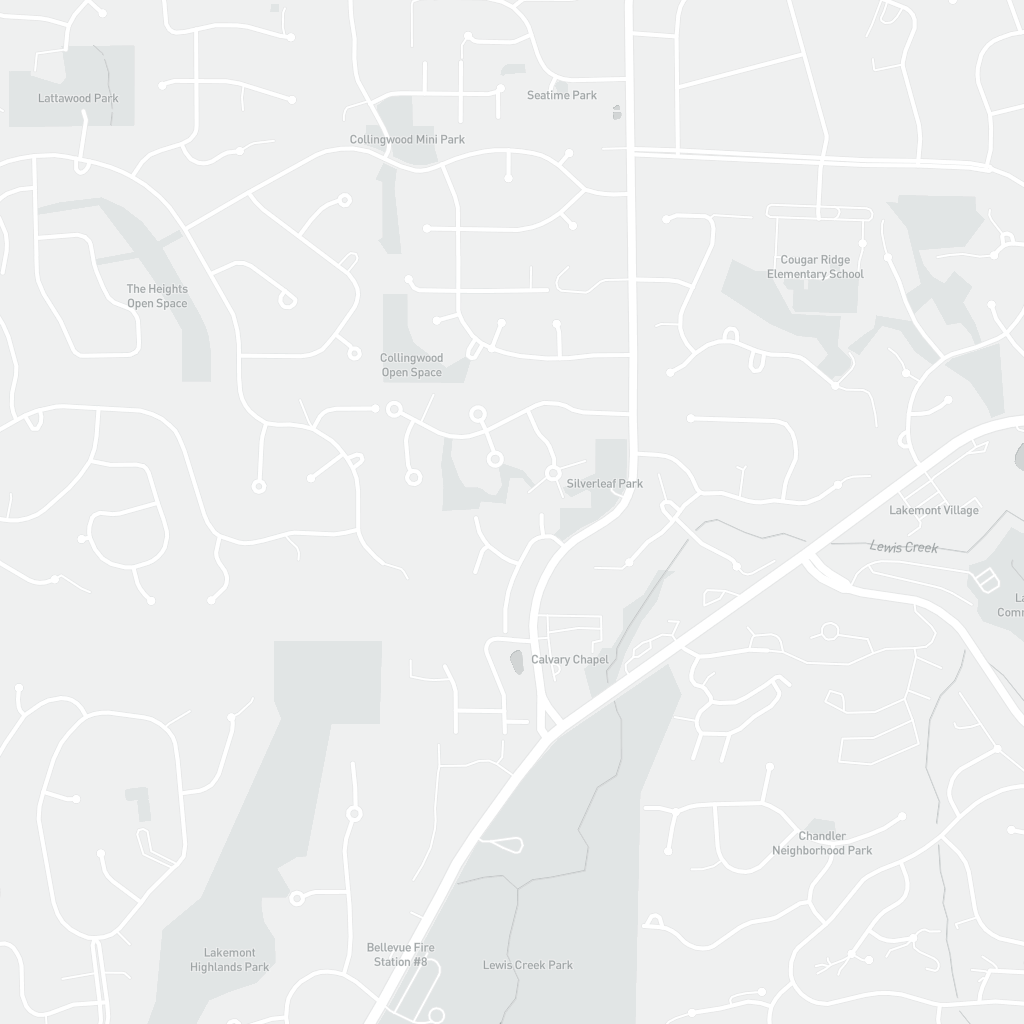 Lattawood Park
Seatime Park
Collingwood Mini Park
Cougar Ridge
Elementary School
The Heights
Open Space
Collingwood
Open Space
Silverleaf Park
Lakemont Village
Lewis Creek
La
Comm
Calvary Chapel
Chandler
Neighborhood Park
Lakemont
Highlands Park
Bellevue Fire
Station #8
Lewis Creek Park